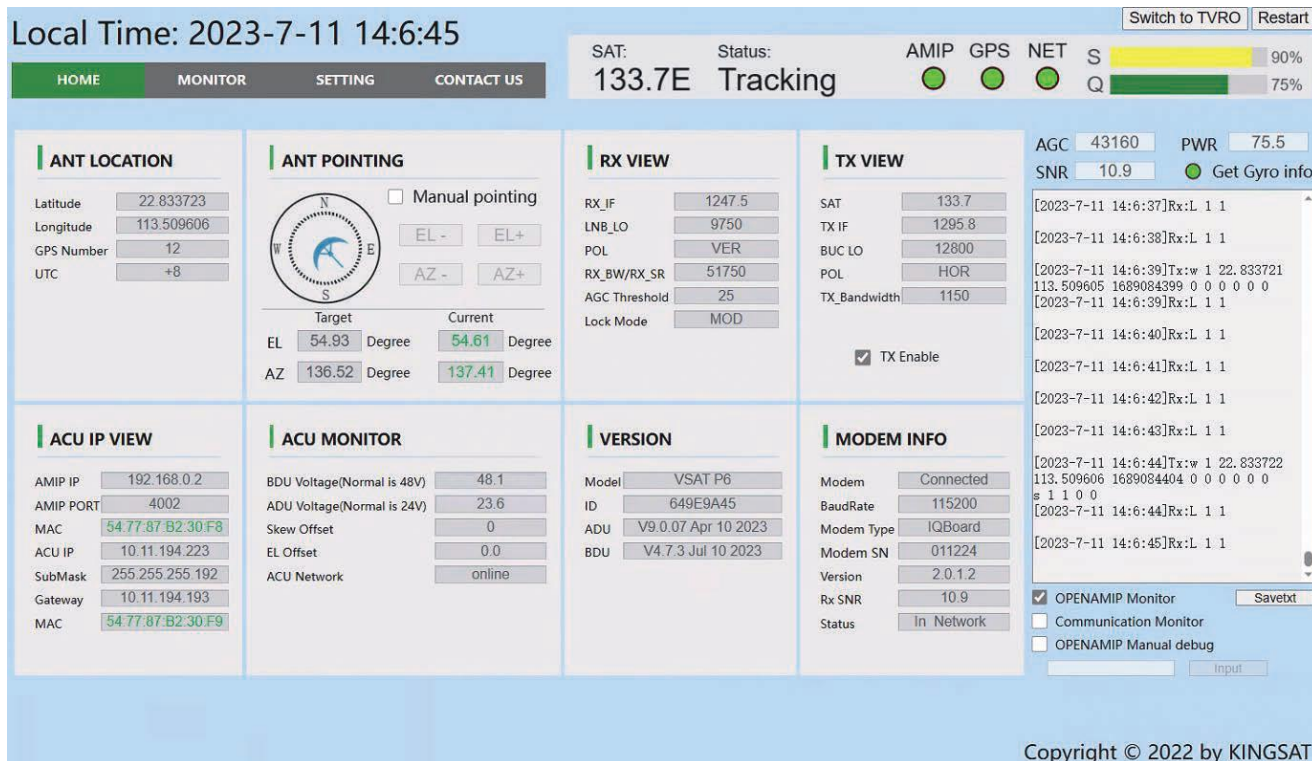 Local Time: 2023-7-11 14:6:45
Switch to TVRO Restart
HOME MONITOR SETTING CONTACT US
SAT: Status: AMIP GPS NET S 90%
133.7E Tracking Q 75%
ANT LOCATION
Latitude 22.833723
Longitude 113.509606
GPS Number 12
UTC +8
ANT POINTING
N
W E
S
Manual pointing
EL - EL+
AZ - AZ+
Target Current
EL 54.93 Degree 54.61 Degree
AZ 136.52 Degree 137.41 Degree
RX VIEW
RX_IF 1247.5
LNB_LO 9750
POL VER
RX_BW/RX_SR 51750
AGC Threshold 25
Lock Mode MOD
TX VIEW
SAT 133.7
TX IF 1295.8
BUC LO 12800
POL HOR
TX_Bandwidth 1150
TX Enable
AGC 43160 PWR 75.5
SNR 10.9 Get Gyro info
[2023-7-11 14:6:37]Rx:L 1 1
[2023-7-11 14:6:38]Rx:L 1 1
[2023-7-11 14:6:39]Tx:w 1 22.833721
113.509605 1689084399 0 0 0 0 0 0
[2023-7-11 14:6:39]Rx:L 1 1
[2023-7-11 14:6:40]Rx:L 1 1
[2023-7-11 14:6:41]Rx:L 1 1
[2023-7-11 14:6:42]Rx:L 1 1
[2023-7-11 14:6:43]Rx:L 1 1
[2023-7-11 14:6:44]Tx:w 1 22.833722
113.509606 1689084404 0 0 0 0 0 0
s 1 1 0 0
[2023-7-11 14:6:44]Rx:L 1 1
[2023-7-11 14:6:45]Rx:L 1 1
OPENAMIP Monitor Savetxt
Communication Monitor
OPENAMIP Manual debug
Input
ACU IP VIEW
AMIP IP 192.168.0.2
AMIP PORT 4002
MAC 54:77:87:B2:30:F8
ACU IP 10.11.194.223
SubMask 255.255.255.192
Gateway 10.11.194.193
MAC 54:77:87:B2:30:F9
ACU MONITOR
BDU Voltage(Normal is 48V) 48.1
ADU Voltage(Normal is 24V) 23.6
Skew Offset 0
EL Offset 0.0
ACU Network online
VERSION
Model VSAT P6
ID 649E9A45
ADU V9.0.07 Apr 10 2023
BDU V4.7.3 Jul 10 2023
MODEM INFO
Modem Connected
BaudRate 115200
Modem Type IQBoard
Modem SN 011224
Version 2.0.1.2
Rx SNR 10.9
Status In Network
Copyright © 2022 by KINGSAT